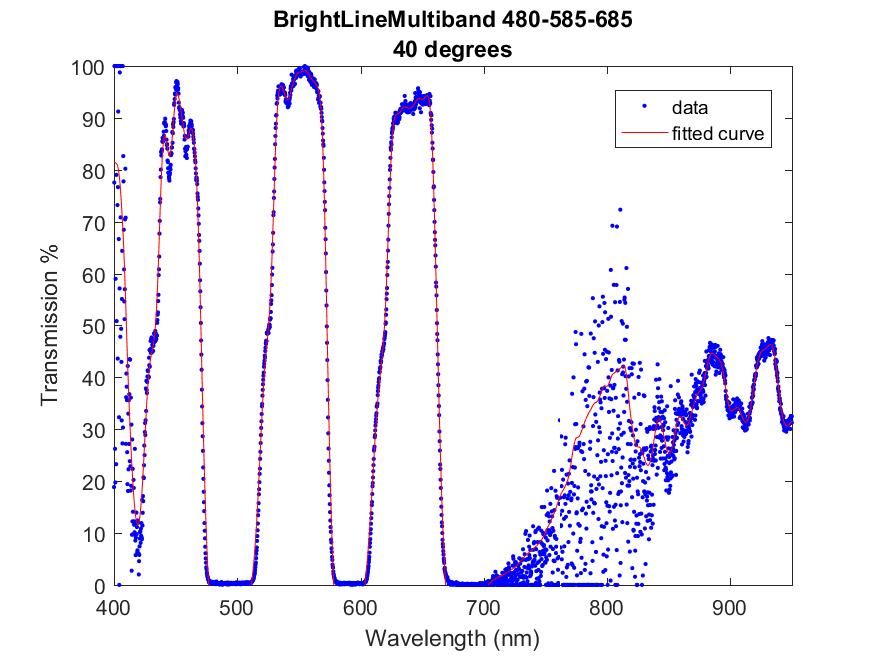 BrightLineMultiband 480-585-685
40 degrees
data
fitted curve
Transmission %
100
90
80
70
60
50
40
30
20
10
0
400
500
600
700
800
900
Wavelength (nm)